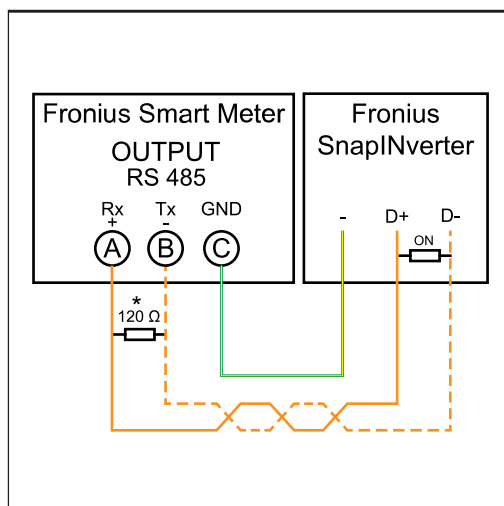 Fronius Smart Meter
OUTPUT
RS 485
Rx
+
Tx
-
GND
A
B
C
*
120 Ω
Fronius
SnapINverter
-
D+
D-
ON